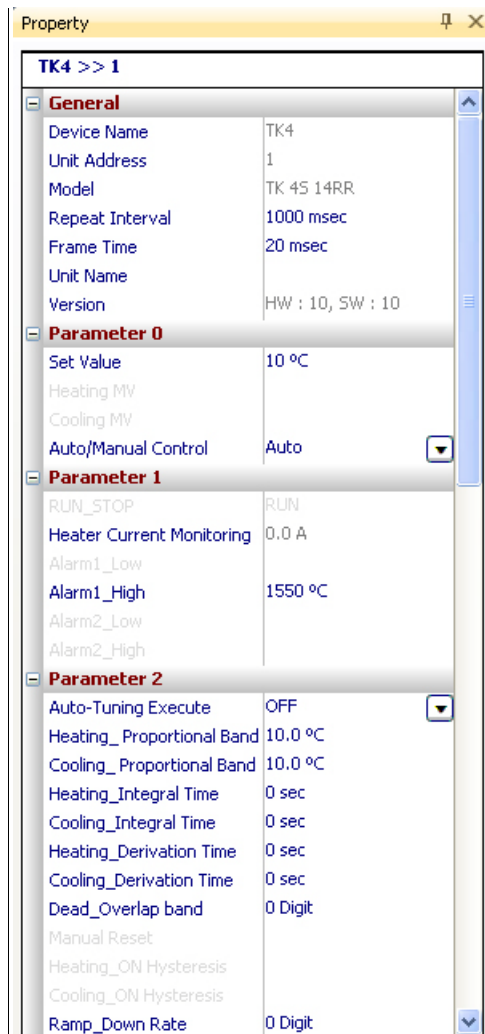 Property
TK4 >> 1
General
Device Name TK4
Unit Address 1
Model TK 4S 14RR
Repeat Interval 1000 msec
Frame Time 20 msec
Unit Name
Version HW : 10, SW : 10
Parameter 0
Set Value 10 ºC
Heating MV
Cooling MV
Auto/Manual Control Auto
Parameter 1
RUN_STOP RUN
Heater Current Monitoring 0.0 A
Alarm1_Low
Alarm1_High 1550 ºC
Alarm2_Low
Alarm2_High
Parameter 2
Auto-Tuning Execute OFF
Heating_ Proportional Band 10.0 ºC
Cooling_ Proportional Band 10.0 ºC
Heating_Integral Time 0 sec
Cooling_Integral Time 0 sec
Heating_Derivation Time 0 sec
Cooling_Derivation Time 0 sec
Dead_Overlap band 0 Digit
Manual Reset
Heating_ON Hysteresis
Cooling_ON Hysteresis
Ramp_Down Rate 0 Digit